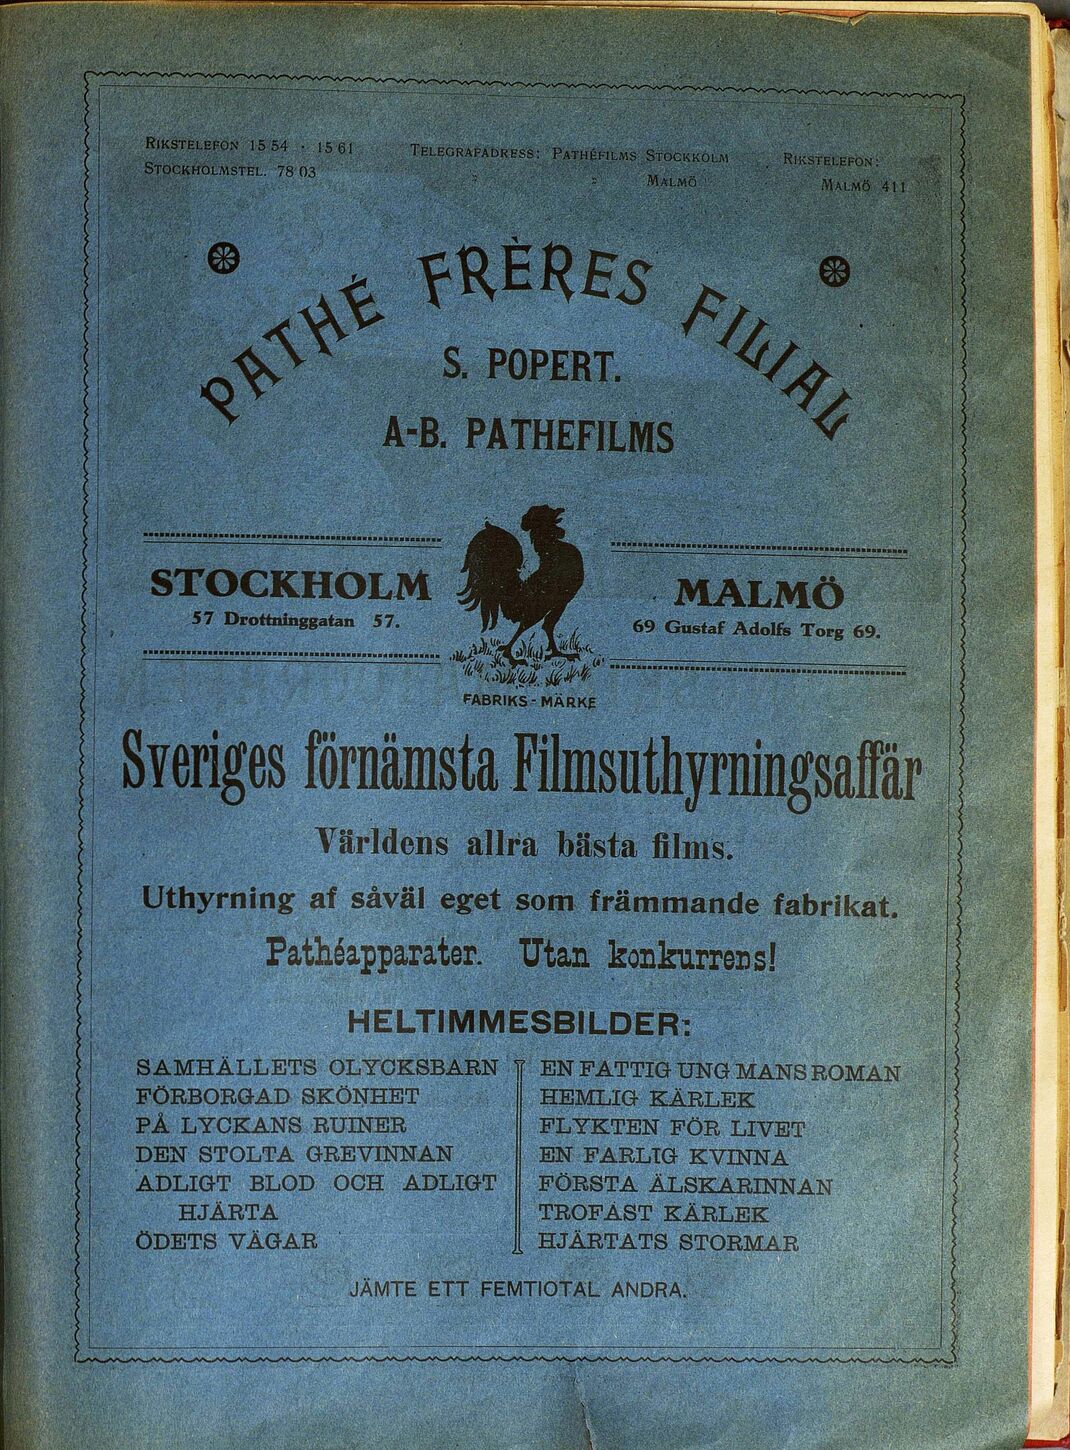 RIKSTELEFON 15 54 · 15 61
STOCKHOLMSTEL. 78 03
TELEGRAFADRESS: PATHÉFILMS STOCKKOLM
" " MALMÖ
RIKSTELEFON:
MALMÖ 411
PATHÉ FRÈRES FILIAL
S. POPERT.
A-B. PATHEFILMS
STOCKHOLM
57 Drottninggatan 57.
MALMÖ
69 Gustaf Adolfs Torg 69.
FABRIKS-MÄRKE
Sveriges förnämsta Filmsuthyrningsaffär
Världens allra bästa films.
Uthyrning af såväl eget som främmande fabrikat.
Pathéapparater. Utan konkurrens!
HELTIMMESBILDER:
SAMHÄLLETS OLYCKSBARN
FÖRBORGAD SKÖNHET
PÅ LYCKANS RUINER
DEN STOLTA GREVINNAN
ADLIGT BLOD OCH ADLIGT
HJÄRTA
ÖDETS VÄGAR
EN FATTIG UNG MANS ROMAN
HEMLIG KÄRLEK
FLYKTEN FÖR LIVET
EN FARLIG KVINNA
FÖRSTA ÄLSKARINNAN
TROFAST KÄRLEK
HJÄRTATS STORMAR
JÄMTE ETT FEMTIOTAL ANDRA.